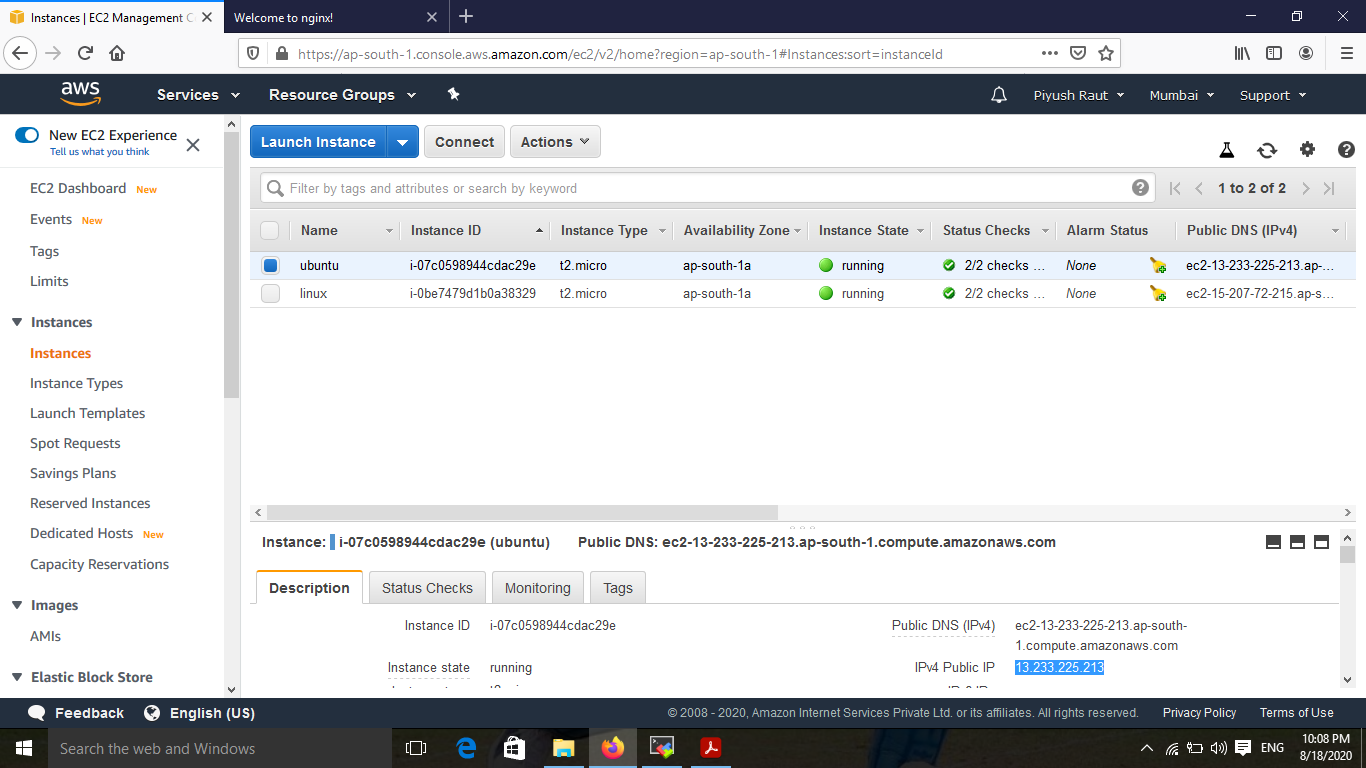 Instances | EC2 Management C
Welcome to nginx!
https://ap-south-1.console.aws.amazon.com/ec2/v2/home?region=ap-south-1#Instances:sort=instanceId
aws
Services
Resource Groups
Piyush Raut
Mumbai
Support
New EC2 Experience
Tell us what you think
EC2 Dashboard New
Events New
Tags
Limits
Instances
Instances
Instance Types
Launch Templates
Spot Requests
Savings Plans
Reserved Instances
Dedicated Hosts New
Capacity Reservations
Images
AMIs
Elastic Block Store
Launch Instance
Connect
Actions
Filter by tags and attributes or search by keyword
1 to 2 of 2
Name Instance ID Instance Type Availability Zone Instance State Status Checks Alarm Status Public DNS (IPv4)
ubuntu i-07c0598944cdac29e t2.micro ap-south-1a running 2/2 checks ... None ec2-13-233-225-213.ap-...
linux i-0be7479d1b0a38329 t2.micro ap-south-1a running 2/2 checks ... None ec2-15-207-72-215.ap-s...
Instance: i-07c0598944cdac29e (ubuntu) Public DNS: ec2-13-233-225-213.ap-south-1.compute.amazonaws.com
Description
Status Checks
Monitoring
Tags
Instance ID i-07c0598944cdac29e
Public DNS (IPv4) ec2-13-233-225-213.ap-south-
1.compute.amazonaws.com
Instance state running
IPv4 Public IP 13.233.225.213
Feedback
English (US)
© 2008 - 2020, Amazon Internet Services Private Ltd. or its affiliates. All rights reserved.
Privacy Policy
Terms of Use
Search the web and Windows
ENG
10:08 PM
8/18/2020